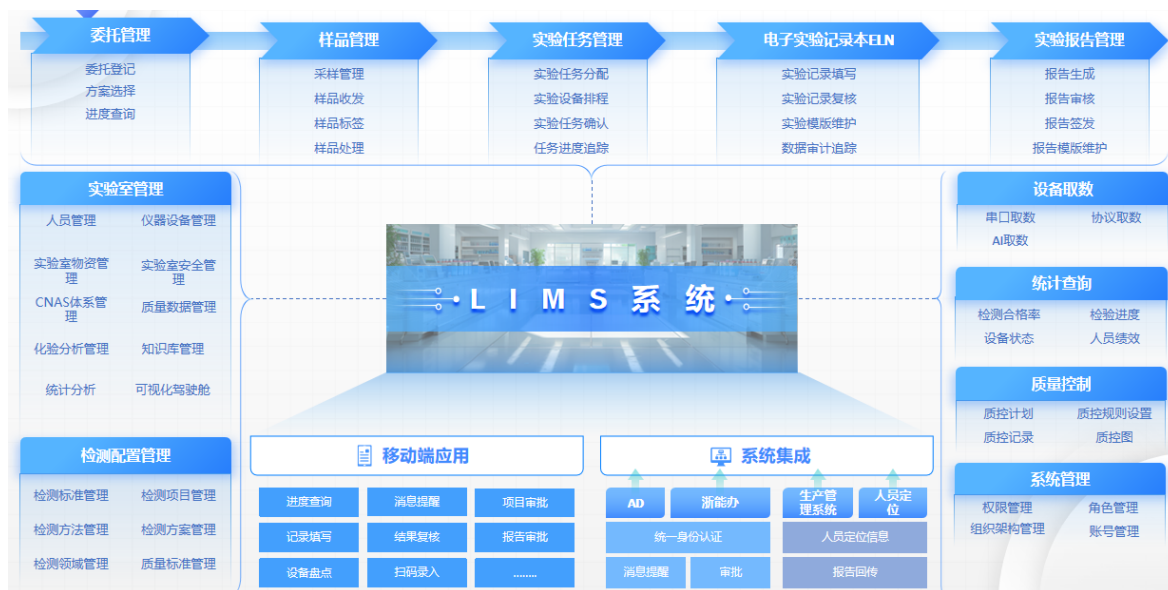 委托管理
委托登记
方案选择
进度查询
样品管理
采样管理
样品收发
样品标签
样品处理
实验任务管理
实验任务分配
实验设备排程
实验任务确认
任务进度追踪
电子实验记录本ELN
实验记录填写
实验记录复核
实验模版维护
数据审计追踪
实验报告管理
报告生成
报告审核
报告签发
报告模版维护
实验室管理
人员管理 仪器设备管理
实验室物资管
理
实验室安全管
理
CNAS体系管
理
质量数据管理
化验分析管理 知识库管理
统计分析 可视化驾驶舱
检测配置管理
检测标准管理 检测项目管理
检测方法管理 检测方案管理
检测领域管理 质量标准管理
LIMS系统
移动端应用
进度查询 消息提醒 项目审批
记录填写 结果复核 报告审批
设备盘点 扫码录入 ........
系统集成
AD 浙能办
生产管
理系统
人员定
位
统一身份认证 人员定位信息
消息提醒 审批 报告回传
设备取数
串口取数 协议取数
AI取数
统计查询
检测合格率 检验进度
设备状态 人员绩效
质量控制
质控计划 质控规则设置
质控记录 质控图
系统管理
权限管理 角色管理
组织架构管理 账号管理